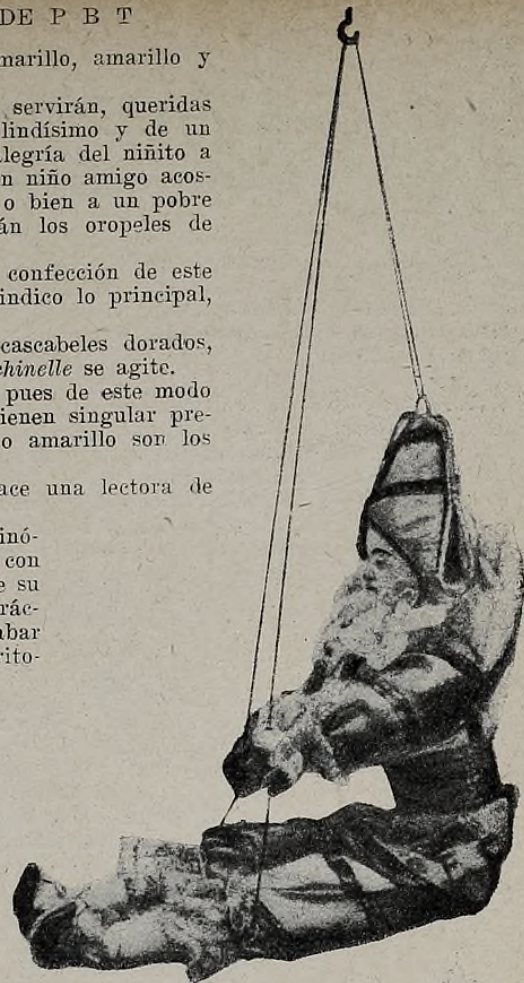 DE P B T
marillo, amarillo y
servirán, queridas
lindísimo y de un
legría del niñito a
n niño amigo acos-
o bien a un pobre
án los oropeles de
confección de este
indico lo principal,
cascabeles dorados,
chinelle se agite.
pues de este modo
ienen singular pre-
o amarillo son los
ace una lectora de
inó-
con
e su
rác-
abar
rito-